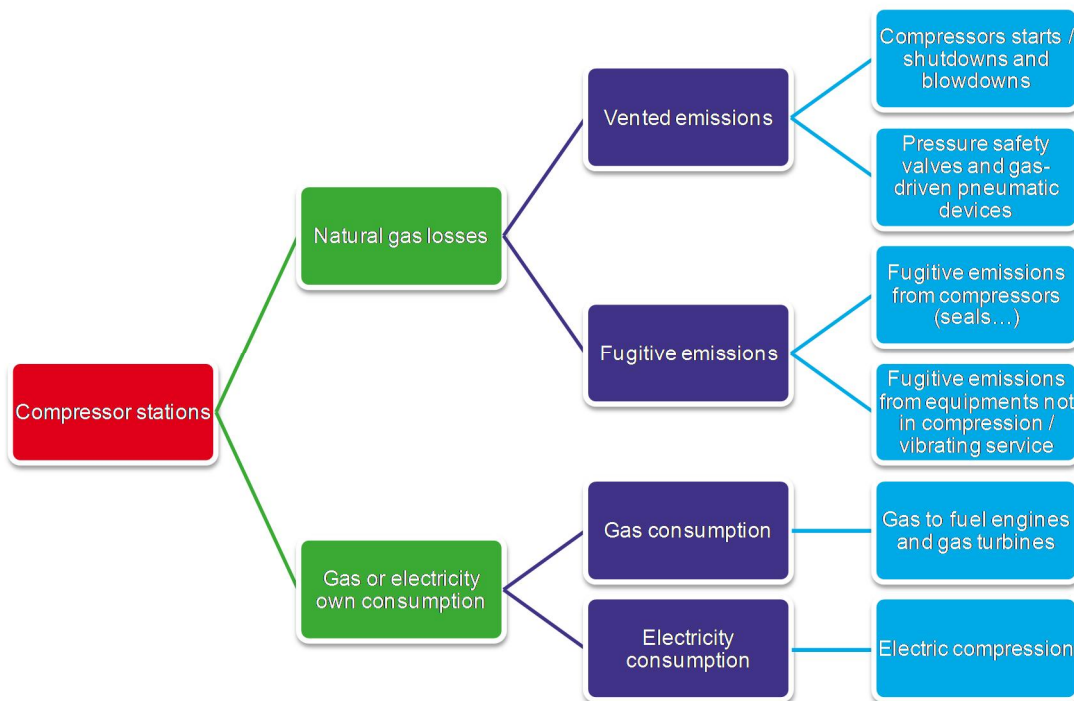 Compressor stations
Natural gas losses
Gas or electricity
own consumption
Vented emissions
Fugitive emissions
Gas consumption
Electricity
consumption
Compressors starts /
shutdowns and
blowdowns
Pressure safety
valves and gas-
driven pneumatic
devices
Fugitive emissions
from compressors
(seals…)
Fugitive emissions
from equipments not
in compression /
vibrating service
Gas to fuel engines
and gas turbines
Electric compression